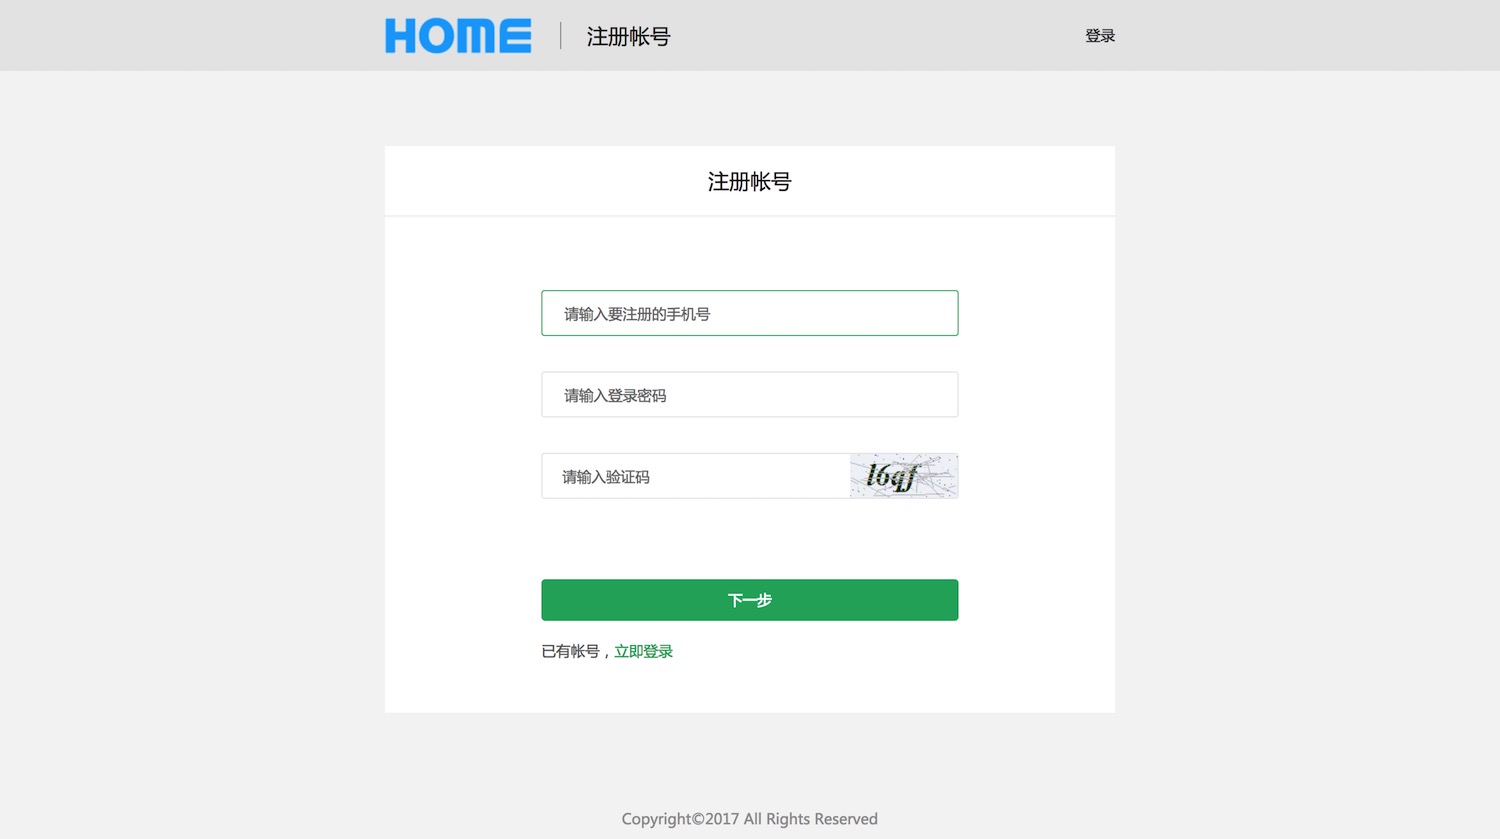 HOME 注册帐号 登录
注册帐号
请输入要注册的手机号
请输入登录密码
请输入验证码 l6qf
下一步
已有帐号，立即登录
Copyright©2017 All Rights Reserved